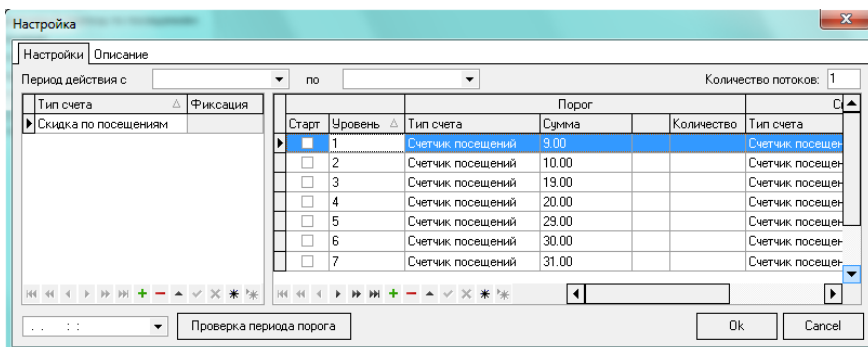 Настройка
Настройки Описание
Период действия с по Количество потоков: 1
Тип счета Фиксация
Скидка по посещениям
Порог
Старт Уровень Тип счета Сумма Количество Тип счета
1 Счетчик посещений 9.00 Счетчик посещен
2 Счетчик посещений 10.00 Счетчик посещен
3 Счетчик посещений 19.00 Счетчик посещен
4 Счетчик посещений 20.00 Счетчик посещен
5 Счетчик посещений 29.00 Счетчик посещен
6 Счетчик посещений 30.00 Счетчик посещен
7 Счетчик посещений 31.00 Счетчик посещен
. . : : Проверка периода порога Ok Cancel